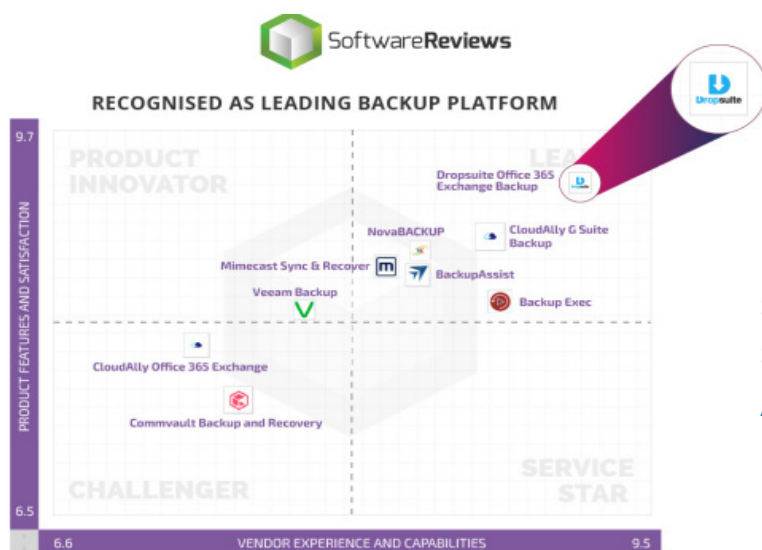 SoftwareReviews
RECOGNISED AS LEADING BACKUP PLATFORM
Dropsuite
9.7
PRODUCT
INNOVATOR
Dropsuite Office 365
Exchange Backup
NovaBACKUP
CloudAlly G Suite
Backup
Mimecast Sync & Recover
m
BackupAssist
Veeam Backup
Backup Exec
PRODUCT FEATURES AND SATISFACTION
CloudAlly Office 365 Exchange
Commvault Backup and Recovery
CHALLENGER
SERVICE
STAR
6.5
6.6
VENDOR EXPERIENCE AND CAPABILITIES
9.5